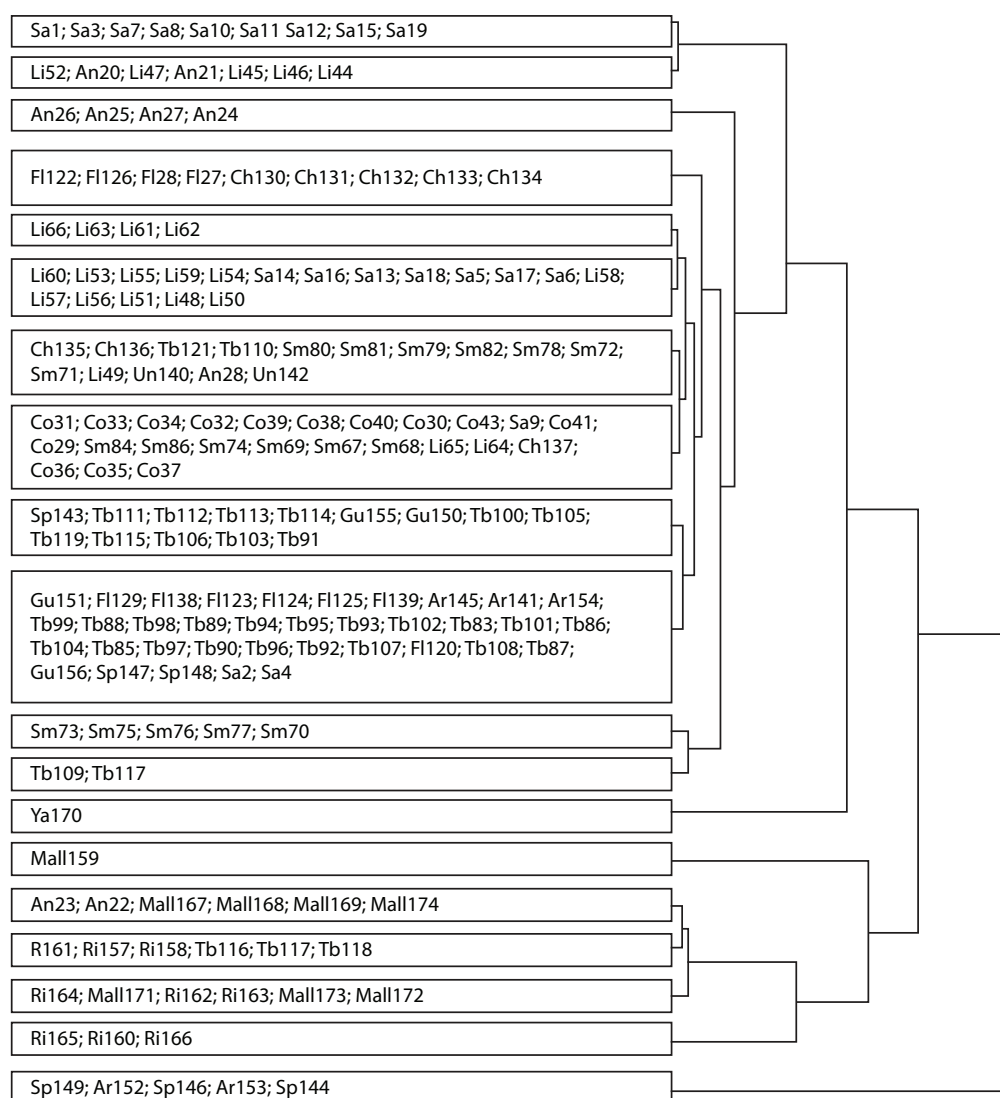 Sa1; Sa3; Sa7; Sa8; Sa10; Sa11 Sa12; Sa15; Sa19
Li52; An20; Li47; An21; Li45; Li46; Li44
An26; An25; An27; An24
Fl122; Fl126; Fl28; Fl27; Ch130; Ch131; Ch132; Ch133; Ch134
Li66; Li63; Li61; Li62
Li60; Li53; Li55; Li59; Li54; Sa14; Sa16; Sa13; Sa18; Sa5; Sa17; Sa6; Li58;
Li57; Li56; Li51; Li48; Li50
Ch135; Ch136; Tb121; Tb110; Sm80; Sm81; Sm79; Sm82; Sm78; Sm72;
Sm71; Li49; Un140; An28; Un142
Co31; Co33; Co34; Co32; Co39; Co38; Co40; Co30; Co43; Sa9; Co41;
Co29; Sm84; Sm86; Sm74; Sm69; Sm67; Sm68; Li65; Li64; Ch137;
Co36; Co35; Co37
Sp143; Tb111; Tb112; Tb113; Tb114; Gu155; Gu150; Tb100; Tb105;
Tb119; Tb115; Tb106; Tb103; Tb91
Gu151; Fl129; Fl138; Fl123; Fl124; Fl125; Fl139; Ar145; Ar141; Ar154;
Tb99; Tb88; Tb98; Tb89; Tb94; Tb95; Tb93; Tb102; Tb83; Tb101; Tb86;
Tb104; Tb85; Tb97; Tb90; Tb96; Tb92; Tb107; Fl120; Tb108; Tb87;
Gu156; Sp147; Sp148; Sa2; Sa4
Sm73; Sm75; Sm76; Sm77; Sm70
Tb109; Tb117
Ya170
Mall159
An23; An22; Mall167; Mall168; Mall169; Mall174
R161; Ri157; Ri158; Tb116; Tb117; Tb118
Ri164; Mall171; Ri162; Ri163; Mall173; Mall172
Ri165; Ri160; Ri166
Sp149; Ar152; Sp146; Ar153; Sp144